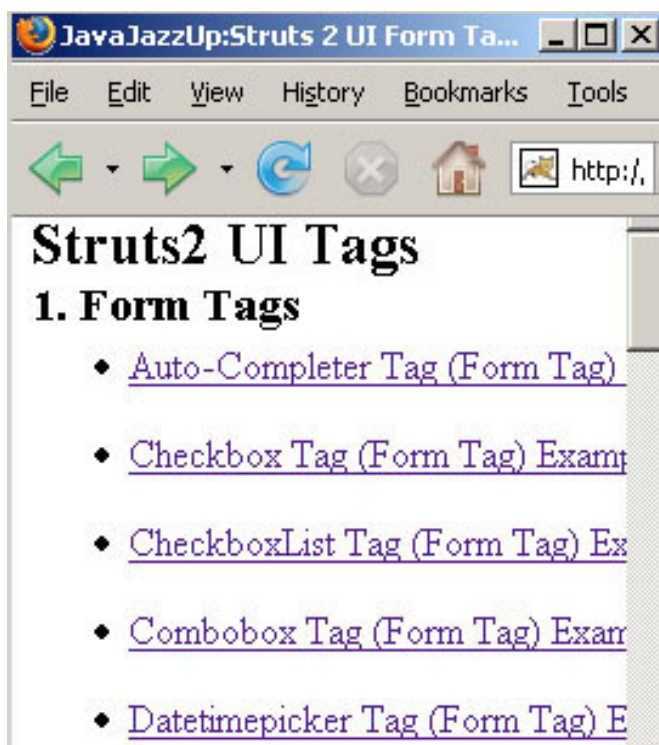 JavaJazzUp:Struts 2 UI Form Ta...
File Edit View History Bookmarks Tools
http:/
Struts2 UI Tags
1. Form Tags
• Auto-Completer Tag (Form Tag)
• Checkbox Tag (Form Tag) Examp
• CheckboxList Tag (Form Tag) Ex
• Combobox Tag (Form Tag) Exam
• Datetimepicker Tag (Form Tag) E